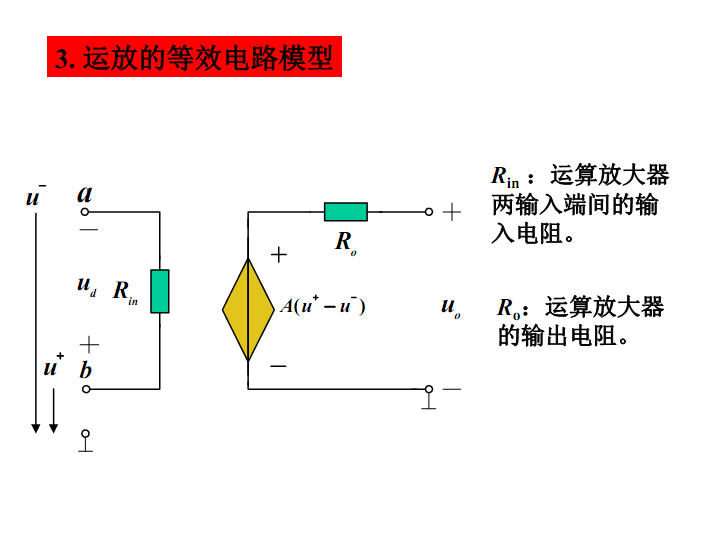 3. 运放的等效电路模型
Rin：运算放大器
两输入端间的输
入电阻。
u⁻
a
−
Ro
+
ud
Rin
A(u⁺ − u⁻)
uo
Ro：运算放大器
的输出电阻。
+
+
u⁺
b
−
−